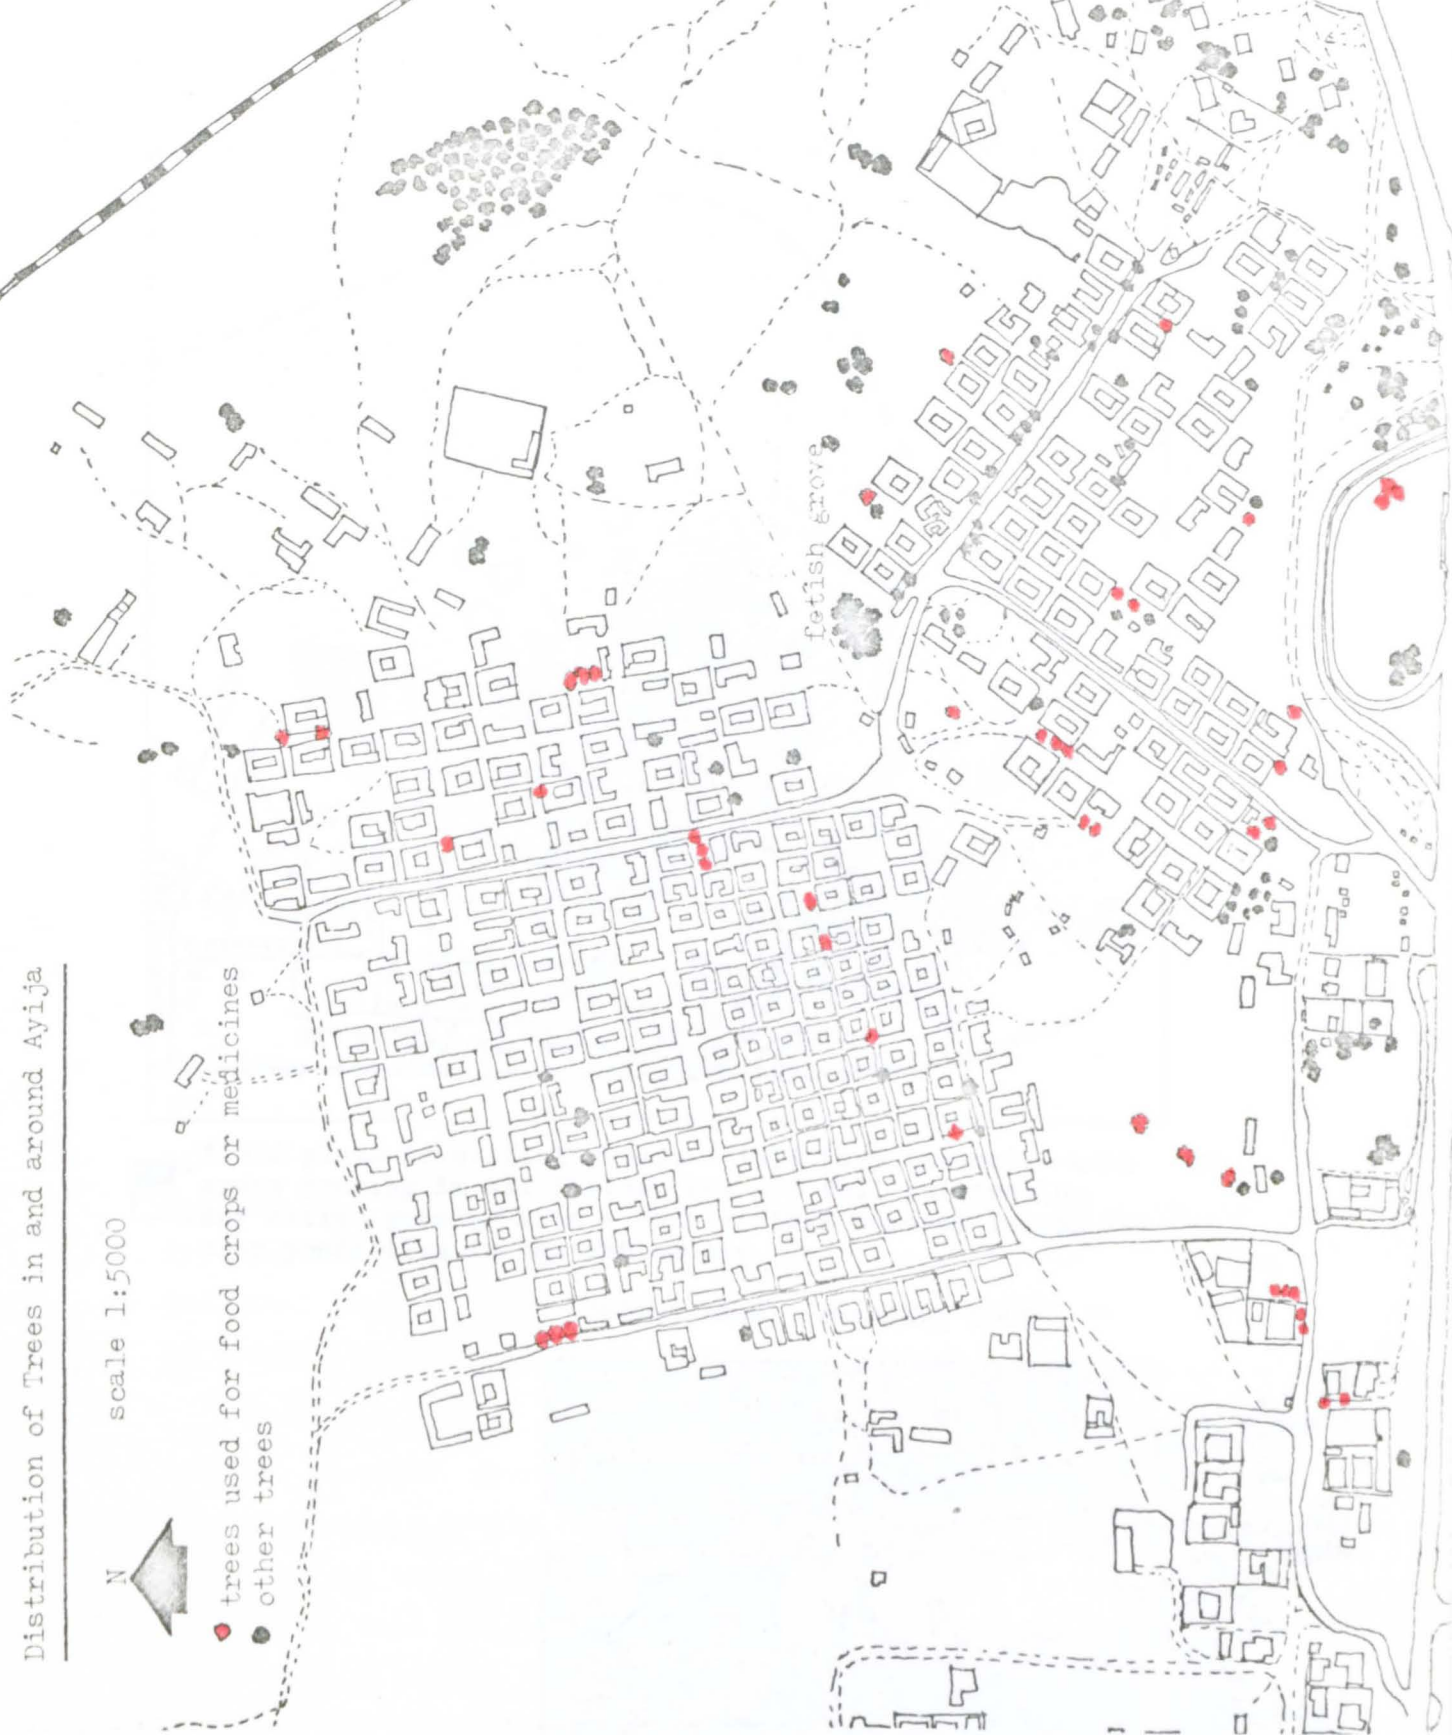 Distribution of Trees in and around Ayija
scale 1:5000
N
trees used for food crops or medicines
other trees
fetish grove